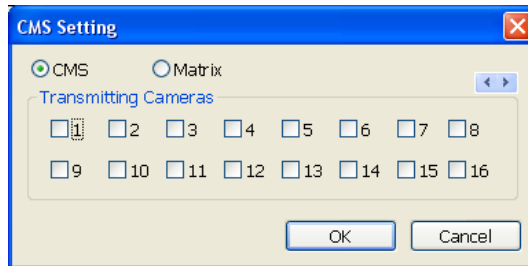 CMS Setting
CMS Matrix
Transmitting Cameras
1 2 3 4 5 6 7 8
9 10 11 12 13 14 15 16
OK Cancel